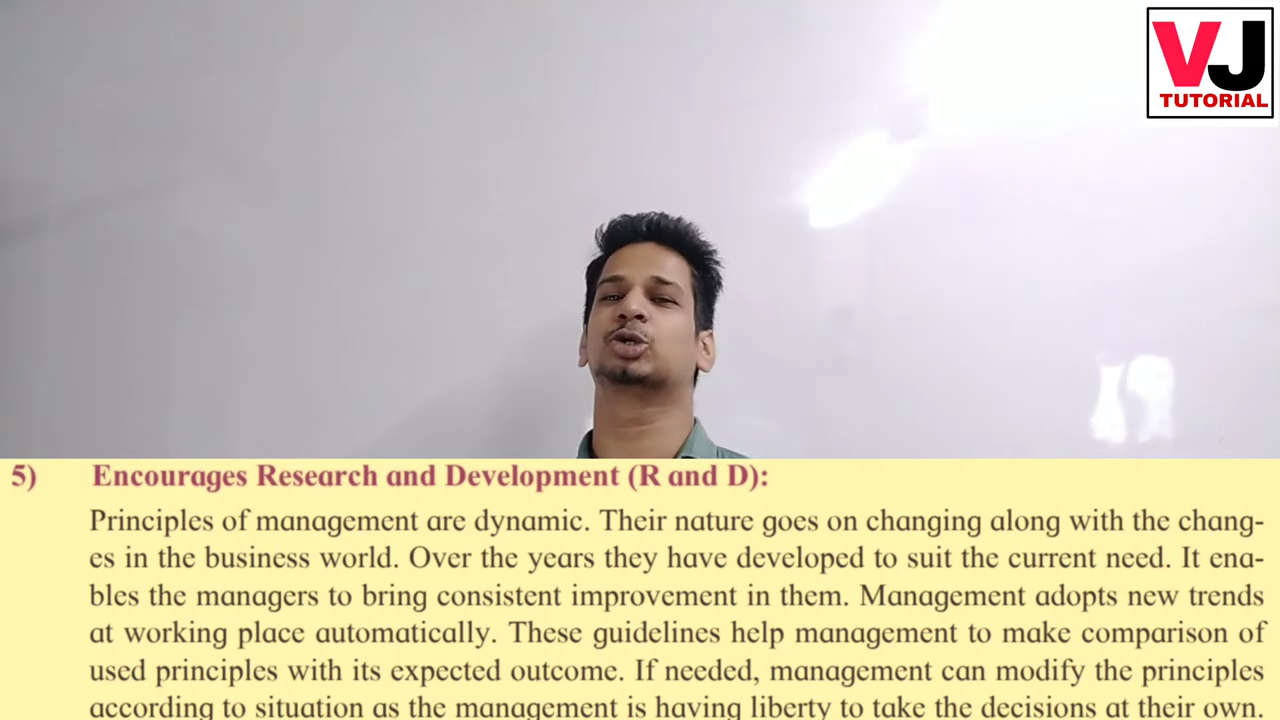 VJ
TUTORIAL
5) Encourages Research and Development (R and D):
Principles of management are dynamic. Their nature goes on changing along with the chang-
es in the business world. Over the years they have developed to suit the current need. It ena-
bles the managers to bring consistent improvement in them. Management adopts new trends
at working place automatically. These guidelines help management to make comparison of
used principles with its expected outcome. If needed, management can modify the principles
according to situation as the management is having liberty to take the decisions at their own.